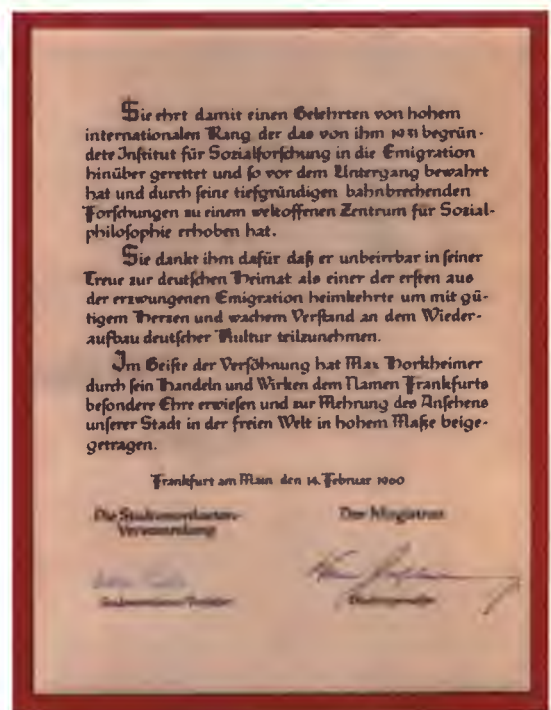 Sie ehrt damit einen Gelehrten von hohem
internationalen Rang der das von ihm 1931 begrün-
dete Institut für Sozialforſchung in die Emigration
hinüber gerettet und ſo vor dem Untergang bewahrt
hat und durch ſeine tiefgründigen bahnbrechenden
Forſchungen zu einem weltoffenen Zentrum für Sozial-
philoſophie erhoben hat.
Sie dankt ihm dafür daß er unbeirrbar in ſeiner
Treue zur deutſchen Heimat als einer der erſten aus
der erzwungenen Emigration heimkehrte um mit gü-
tigem Herzen und wachem Verſtand an dem Wieder-
aufbau deutſcher Kultur teilzunehmen.
Im Geiſte der Verſöhnung hat Max Horkheimer
durch ſein Handeln und Wirken dem Namen Frankfurts
beſondere Ehre erwieſen und zur Mehrung des Anſehens
unſerer Stadt in der freien Welt in hohem Maße beige-
getragen.
Frankfurt am Main den 14. Februar 1960
Die Stadtverordneten-
Verſammlung
Der Magiſtrat